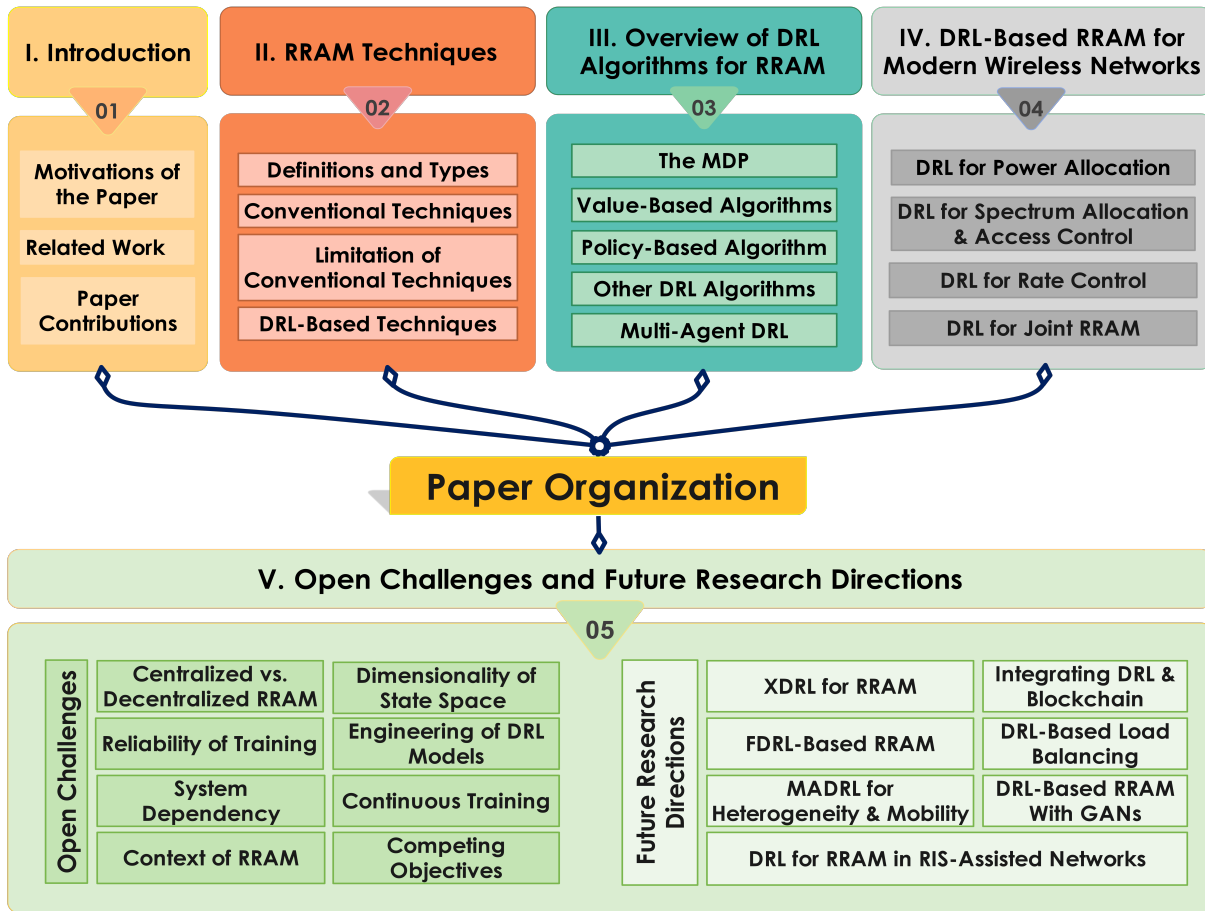 I. Introduction
01
Motivations of
the Paper
Related Work
Paper
Contributions
II. RRAM Techniques
02
Definitions and Types
Conventional Techniques
Limitation of
Conventional Techniques
DRL-Based Techniques
III. Overview of DRL
Algorithms for RRAM
03
The MDP
Value-Based Algorithms
Policy-Based Algorithm
Other DRL Algorithms
Multi-Agent DRL
IV. DRL-Based RRAM for
Modern Wireless Networks
04
DRL for Power Allocation
DRL for Spectrum Allocation
& Access Control
DRL for Rate Control
DRL for Joint RRAM
Paper Organization
V. Open Challenges and Future Research Directions
05
Open Challenges
Centralized vs.
Decentralized RRAM
Dimensionality of
State Space
Reliability of Training
Engineering of DRL
Models
System
Dependency
Continuous Training
Context of RRAM
Competing
Objectives
Future Research
Directions
XDRL for RRAM
Integrating DRL &
Blockchain
FDRL-Based RRAM
DRL-Based Load
Balancing
MADRL for
Heterogeneity & Mobility
DRL-Based RRAM
With GANs
DRL for RRAM in RIS-Assisted Networks